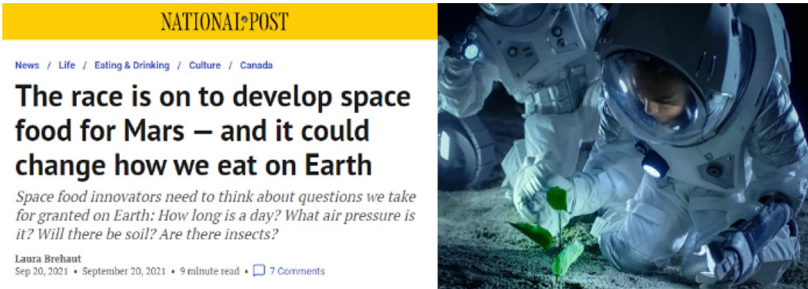 NATIONAL POST
News / Life / Eating & Drinking / Culture / Canada
The race is on to develop space
food for Mars — and it could
change how we eat on Earth
Space food innovators need to think about questions we take
for granted on Earth: How long is a day? What air pressure is
it? Will there be soil? Are there insects?
Laura Brehaut
Sep 20, 2021 • September 20, 2021 • 9 minute read • 7 Comments